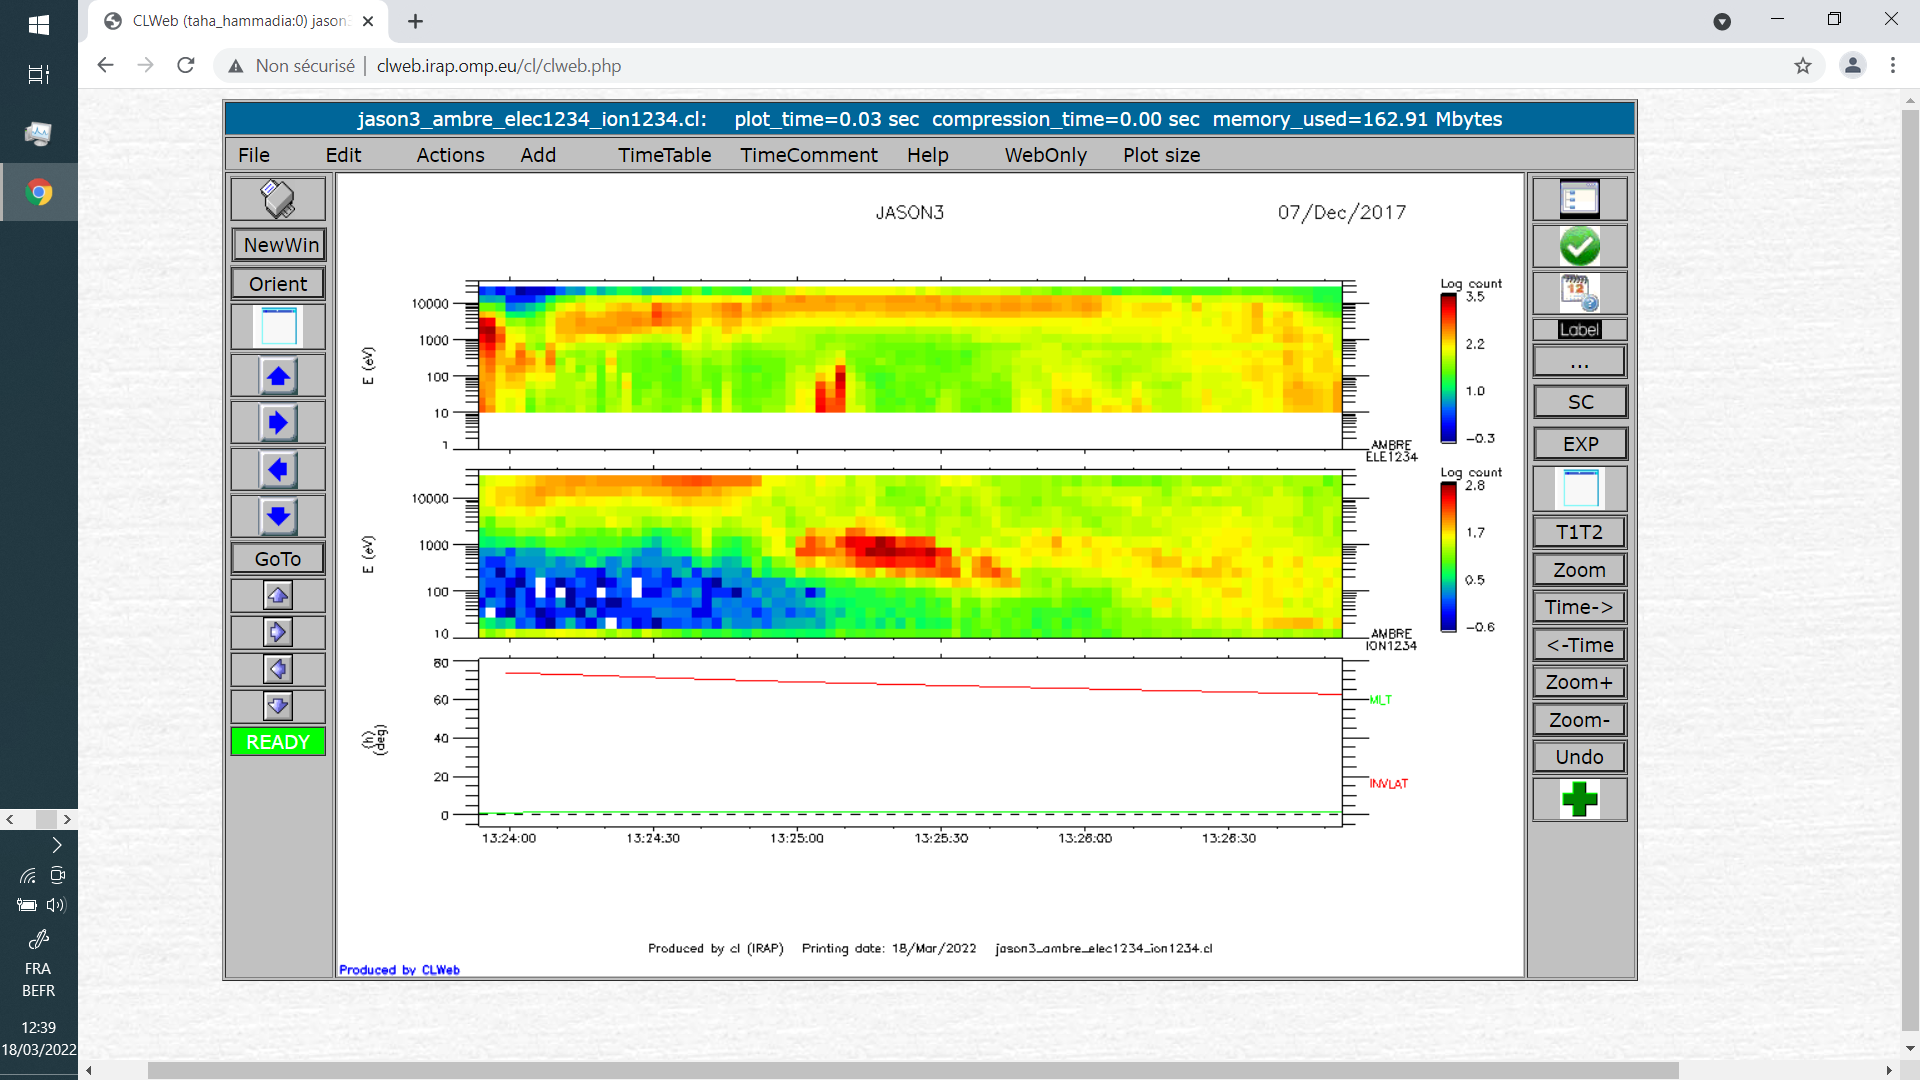 CLWeb (taha_hammadia:0) jason3
Non sécurisé | clweb.irap.omp.eu/cl/clweb.php
jason3_ambre_elec1234_ion1234.cl: plot_time=0.03 sec compression_time=0.00 sec memory_used=162.91 Mbytes
File Edit Actions Add TimeTable TimeComment Help WebOnly Plot size
NewWin
Orient
GoTo
READY
JASON3 07/Dec/2017
E (eV)
10000
1000
100
10
1
Log count
3.5
2.2
1.0
-0.3
AMBRE
ELE1234
E (eV)
10000
1000
100
10
Log count
2.8
1.7
0.5
-0.6
AMBRE
ION1234
(h)
(deg)
80
60
40
20
0
MLT
INVLAT
13:24:00 13:24:30 13:25:00 13:25:30 13:26:00 13:26:30
Produced by cl (IRAP) Printing date: 18/Mar/2022 jason3_ambre_elec1234_ion1234.cl
Produced by CLWeb
12
Label
...
SC
EXP
T1T2
Zoom
Time->
<-Time
Zoom+
Zoom-
Undo
FRA
BEFR
12:39
18/03/2022